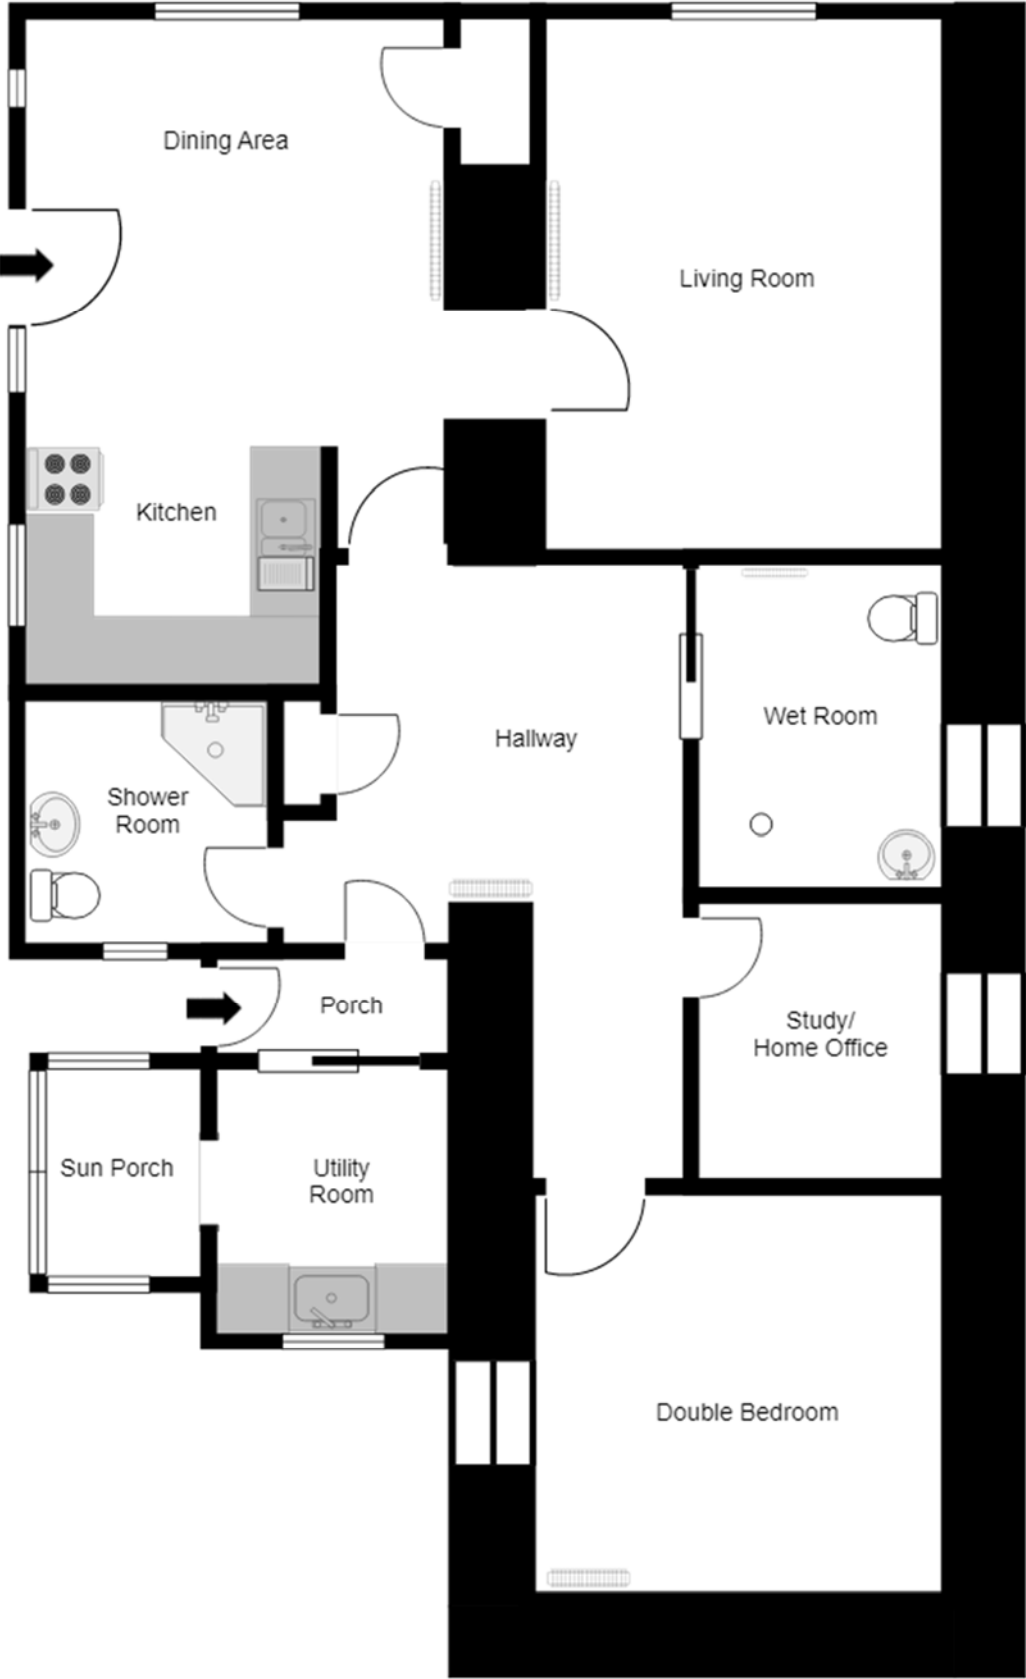 Dining Area
Living Room
Kitchen
Wet Room
Hallway
Shower
Room
Porch
Study/
Home Office
Sun Porch
Utility
Room
Double Bedroom